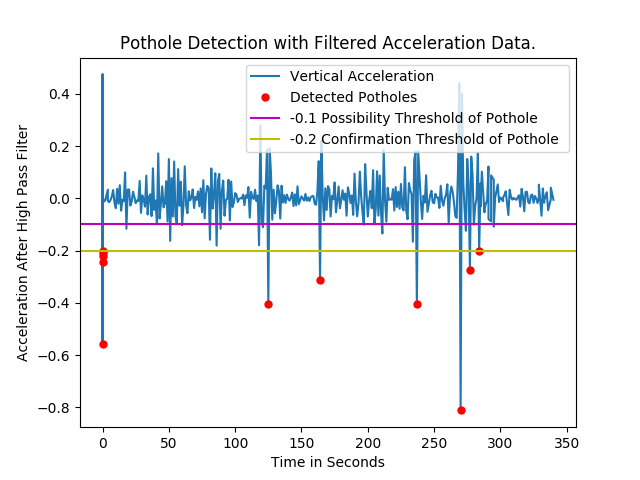 Pothole Detection with Filtered Acceleration Data.
Vertical Acceleration
Detected Potholes
-0.1 Possibility Threshold of Pothole
-0.2 Confirmation Threshold of Pothole
Acceleration After High Pass Filter
0.4
0.2
0.0
−0.2
−0.4
−0.6
−0.8
0 50 100 150 200 250 300 350
Time in Seconds